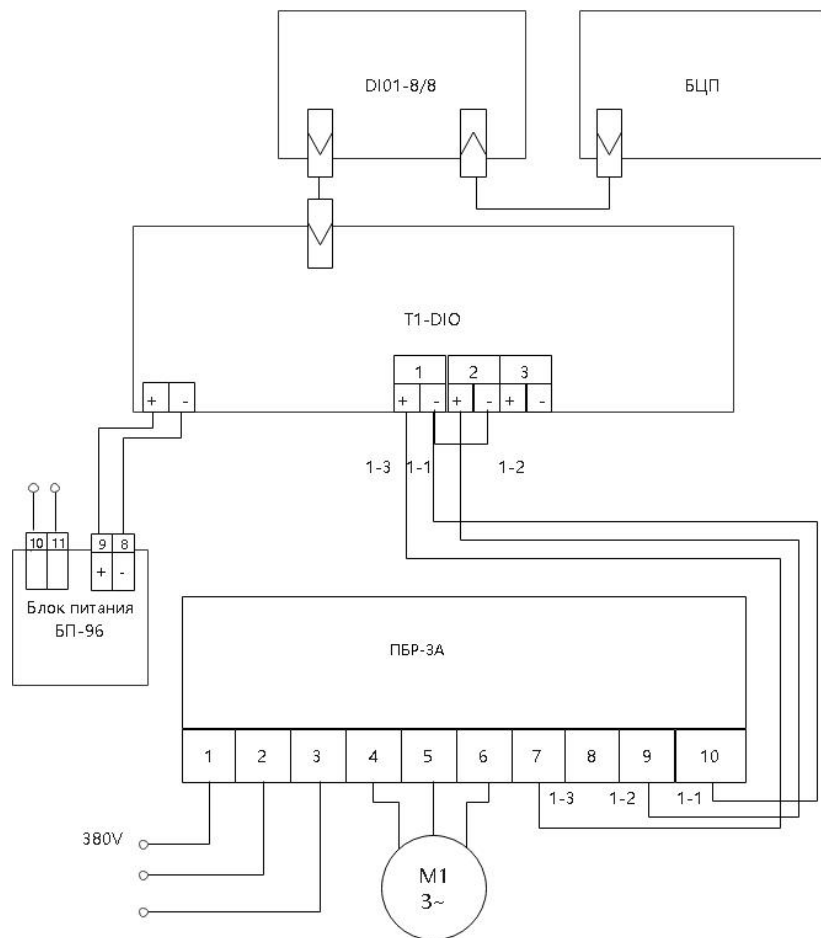 DI01-8/8
БЦП
T1-DIO
1 2 3
+ - + - + - + -
1-3 1-1 1-2
10 11 9 8
+ -
Блок питания
БП-96
ПБР-3А
1 2 3 4 5 6 7 8 9 10
1-3 1-2 1-1
380V
M1
3~